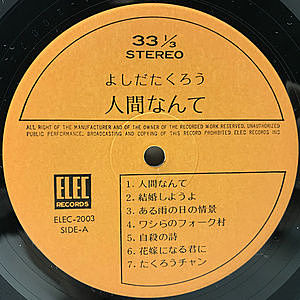 33 1/3
STEREO
よしだたくろう
人間なんて
ALL RIGHT OF THE MANUFACTURER AND OF THE OWNER OF THE RECORDED WORK RESERVED. UNAUTHORIZED
PUBLIC PERFORMANCE, BROADCASTING AND COPYING OF THIS RECORD PROHIBITED. ELEC RECORDS INC
ELEC
RECORDS
ELEC-2003
SIDE-A
1. 人間なんて
2. 結婚しようよ
3. ある雨の日の情景
4. ワシらのフォーク村
5. 自殺の詩
6. 花嫁になる君に
7. たくろうチャン